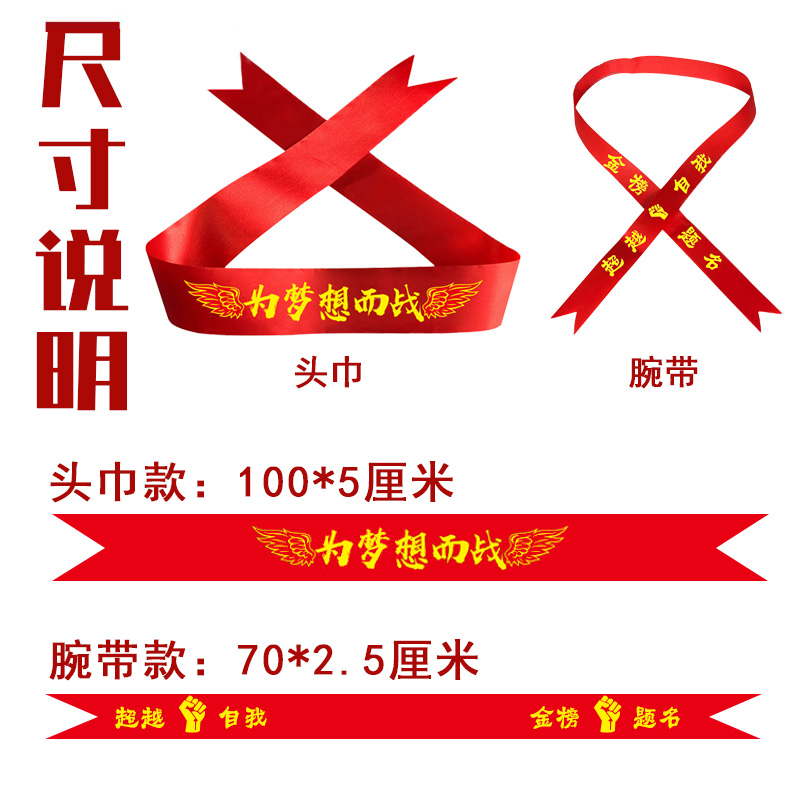 尺寸说明
为梦想而战
头巾
金榜 自我
超越 题名
腕带
头巾款：100*5厘米
为梦想而战
腕带款：70*2.5厘米
超越 自我 金榜 题名